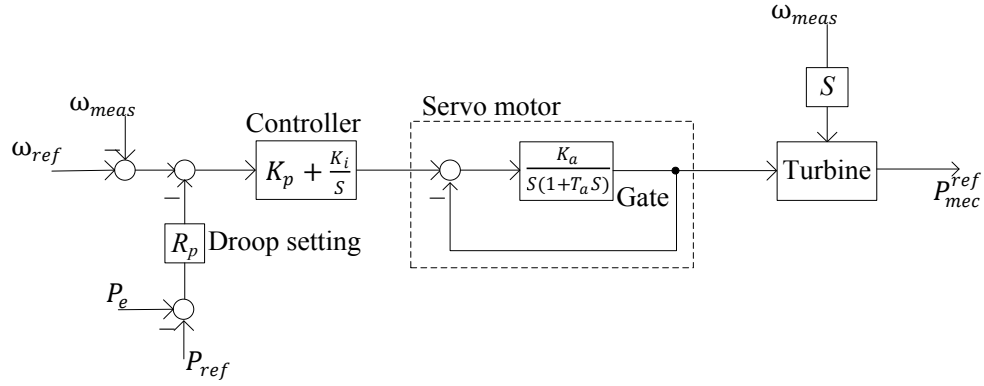 ω_meas
S
ω_meas
Servo motor
Controller
ω_ref
−
K_p + K_i/S
K_a/S(1+T_aS)
Turbine
−
−
Gate
P_mec^ref
R_p
Droop setting
P_e
−
P_ref